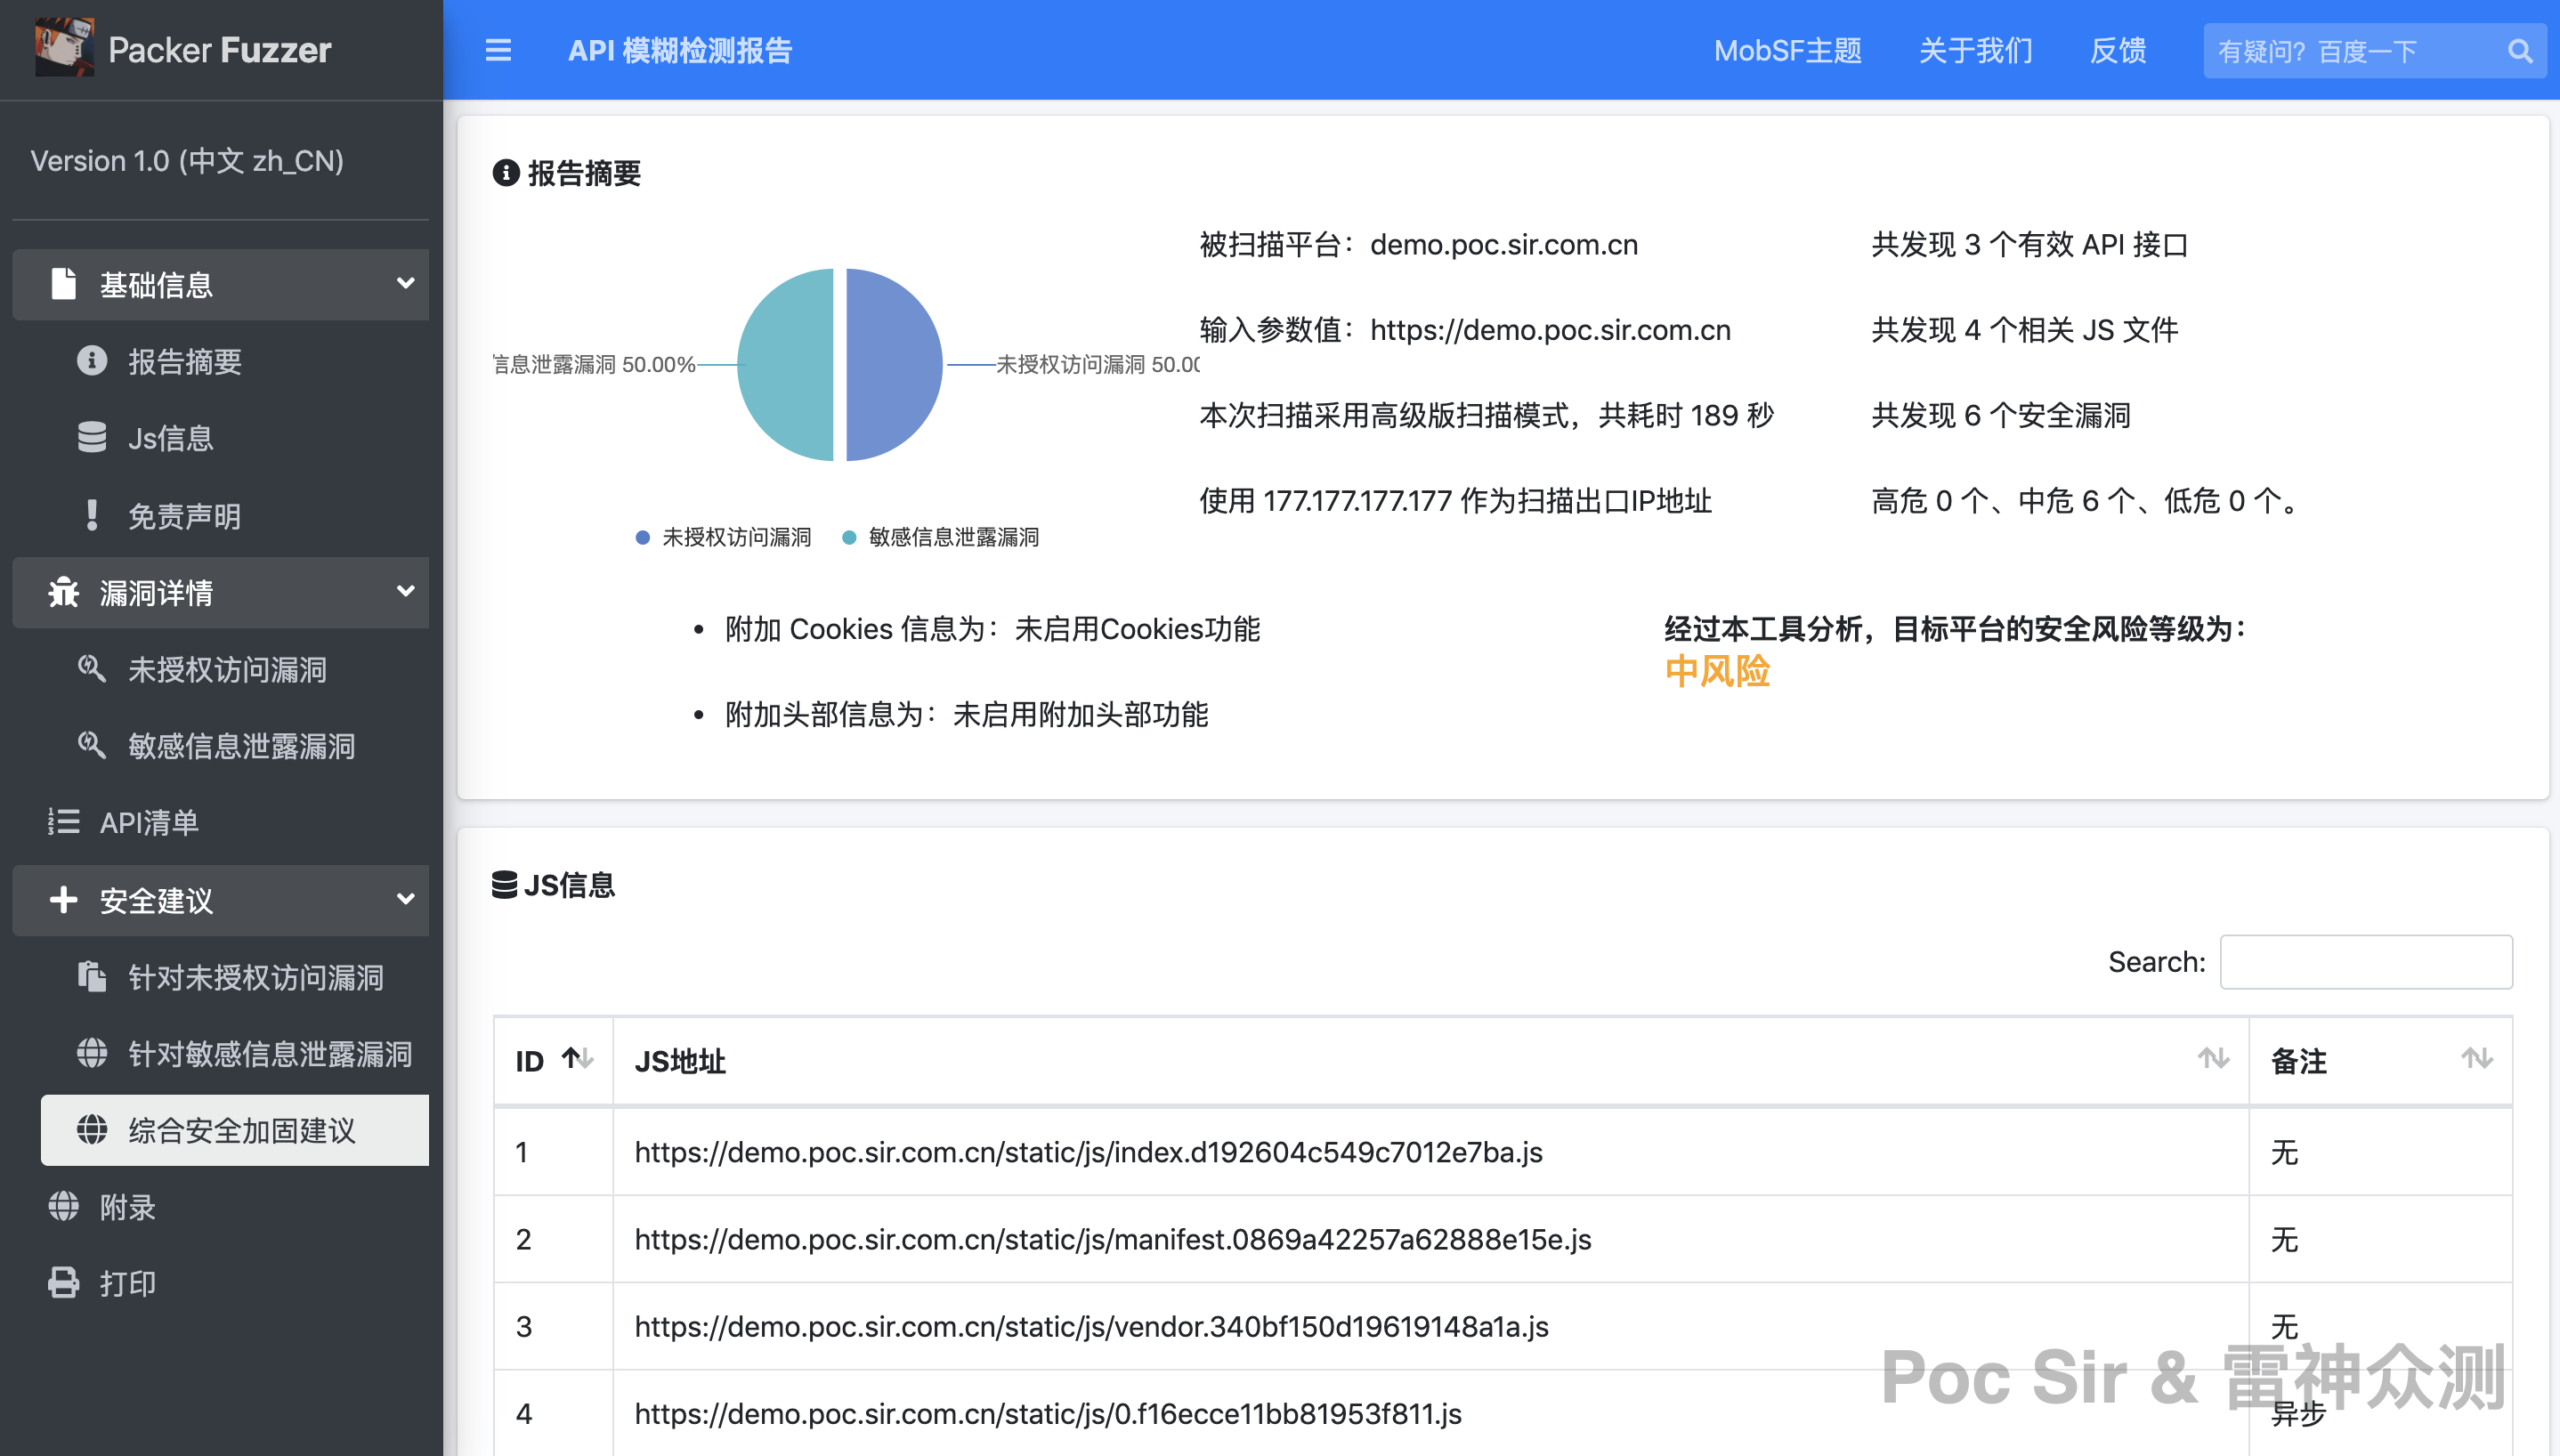 Packer Fuzzer
API 模糊检测报告
MobSF主题
关于我们
反馈
有疑问？百度一下
Version 1.0 (中文 zh_CN)
基础信息
报告摘要
Js信息
免责声明
漏洞详情
未授权访问漏洞
敏感信息泄露漏洞
API清单
安全建议
针对未授权访问漏洞
针对敏感信息泄露漏洞
综合安全加固建议
附录
打印
报告摘要
信息泄露漏洞 50.00%
未授权访问漏洞 50.00
未授权访问漏洞
敏感信息泄露漏洞
被扫描平台：demo.poc.sir.com.cn
共发现 3 个有效 API 接口
输入参数值：https://demo.poc.sir.com.cn
共发现 4 个相关 JS 文件
本次扫描采用高级版扫描模式，共耗时 189 秒
共发现 6 个安全漏洞
使用 177.177.177.177 作为扫描出口IP地址
高危 0 个、中危 6 个、低危 0 个。
附加 Cookies 信息为：未启用Cookies功能
附加头部信息为：未启用附加头部功能
经过本工具分析，目标平台的安全风险等级为：
中风险
JS信息
Search:
ID JS地址 备注
1 https://demo.poc.sir.com.cn/static/js/index.d192604c549c7012e7ba.js 无
2 https://demo.poc.sir.com.cn/static/js/manifest.0869a42257a62888e15e.js 无
3 https://demo.poc.sir.com.cn/static/js/vendor.340bf150d19619148a1a.js 无
4 https://demo.poc.sir.com.cn/static/js/0.f16ecce11bb81953f811.js 异步
Poc Sir & 雷神众测